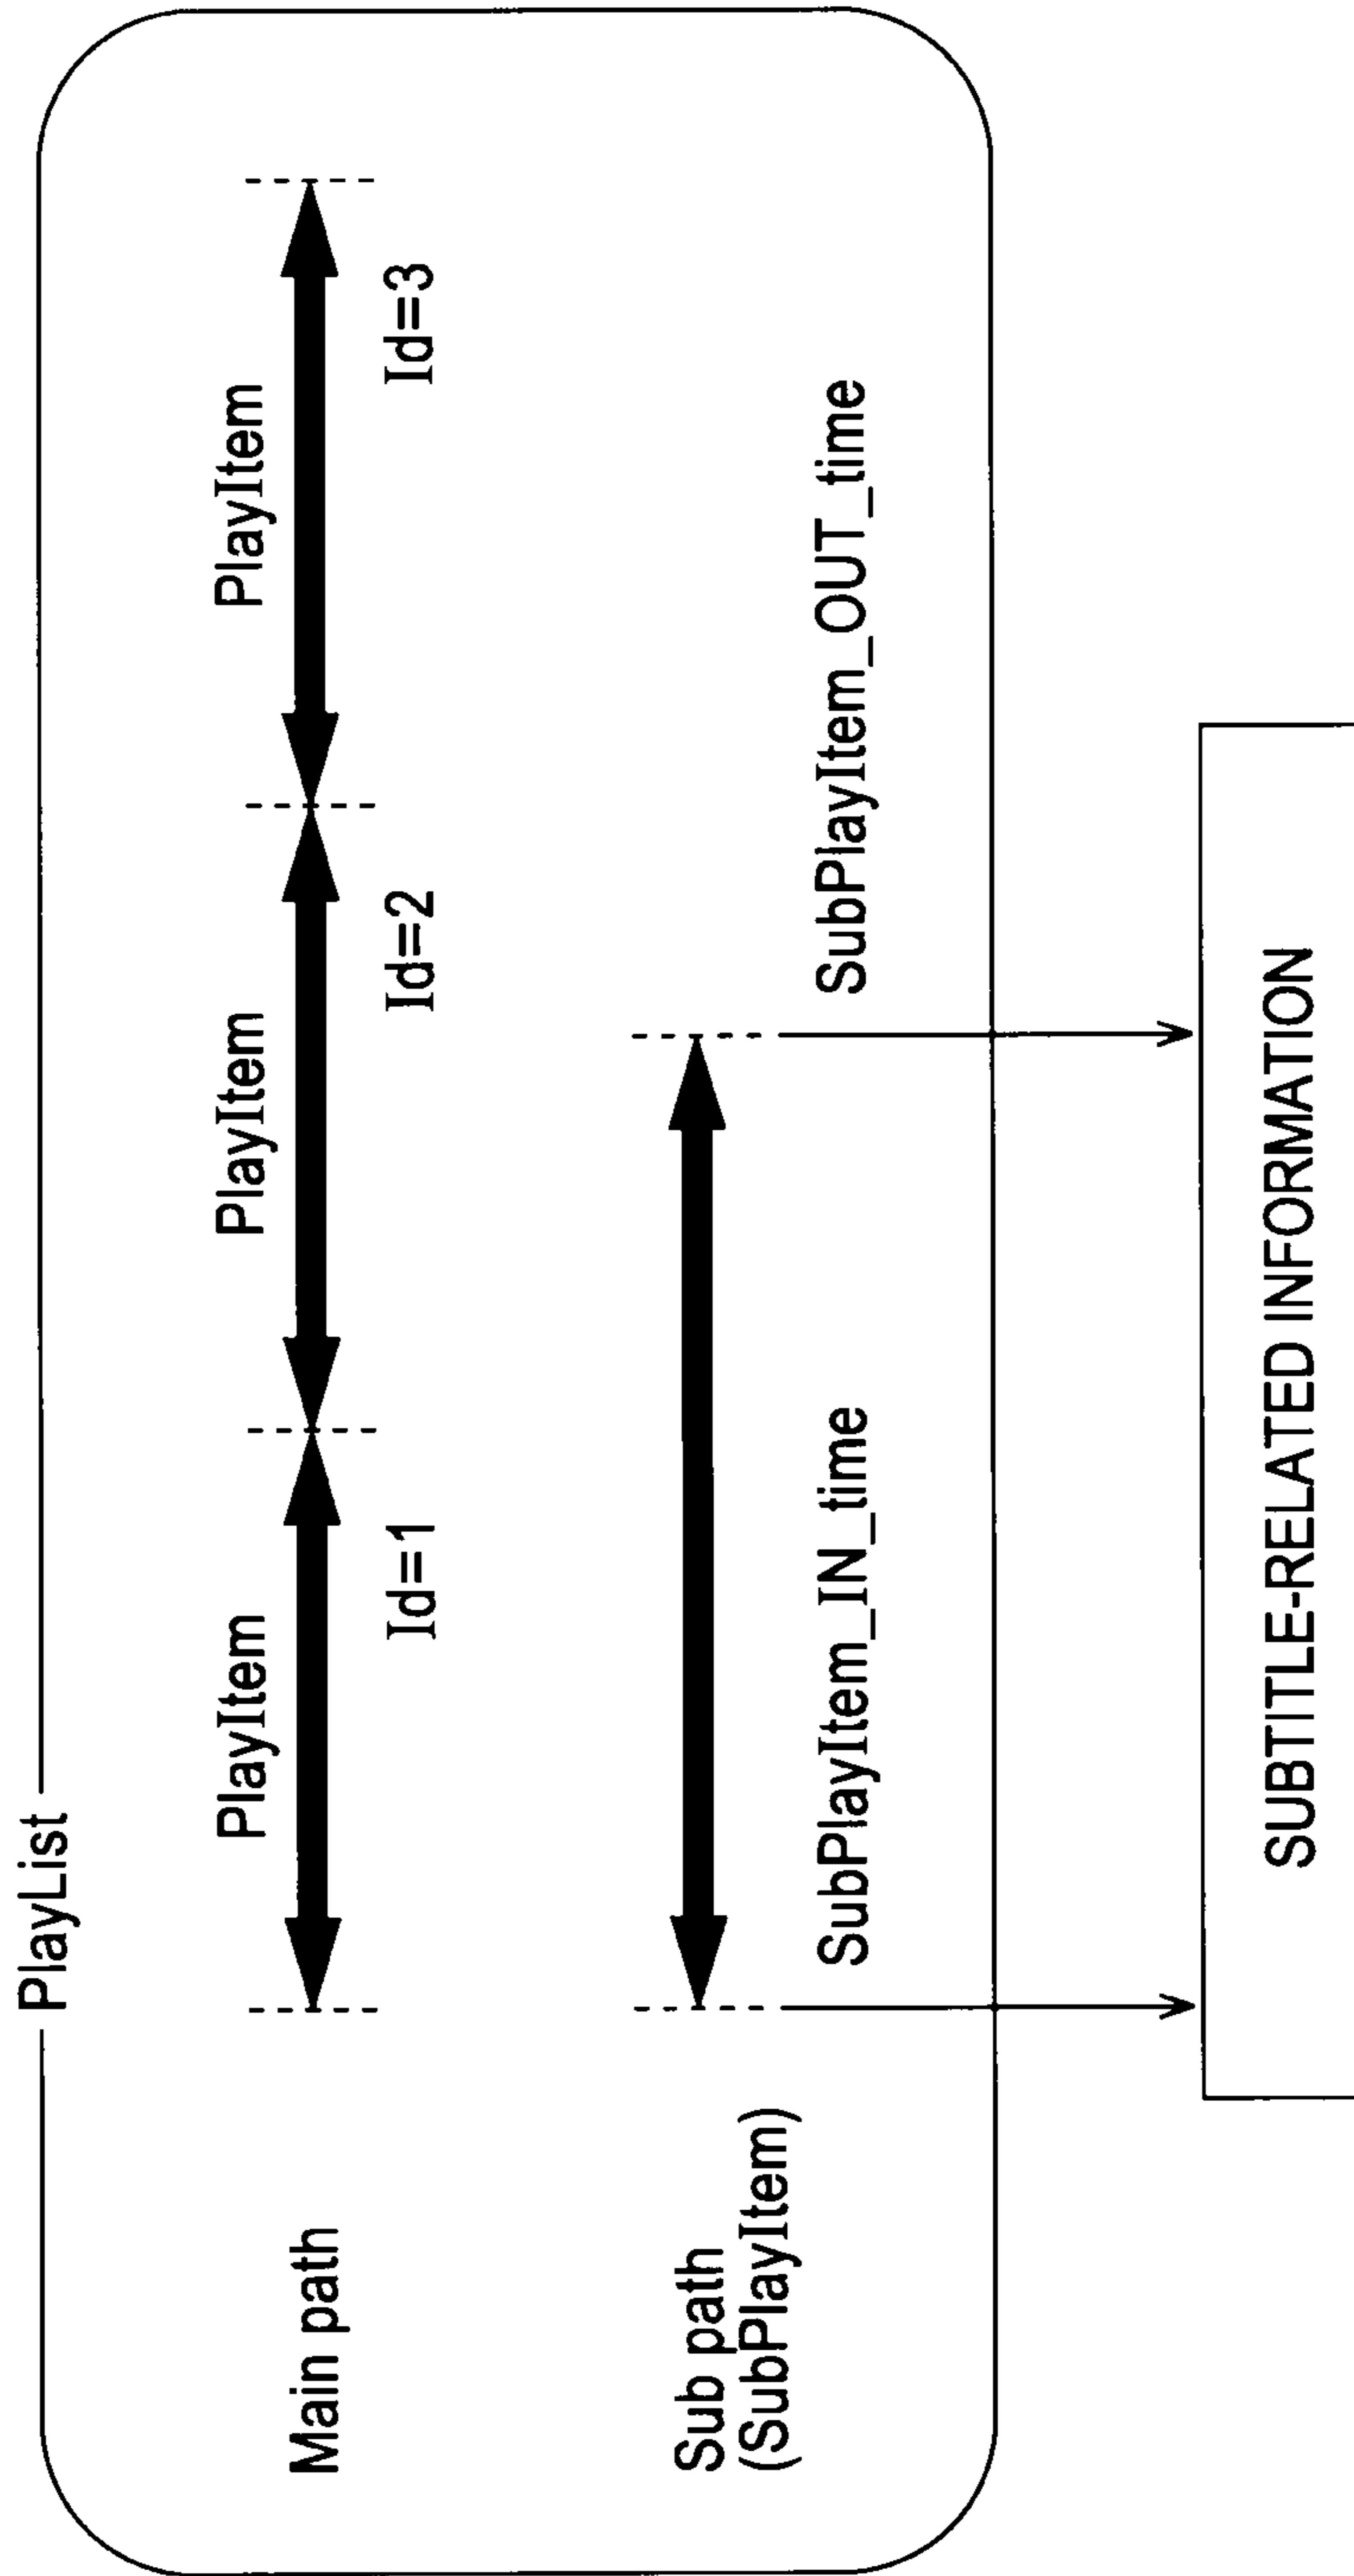 PlayList
Main path
PlayItem
PlayItem
PlayItem
Id=1
Id=2
Id=3
Sub path
(SubPlayItem)
SubPlayItem_IN_time
SubPlayItem_OUT_time
SUBTITLE-RELATED INFORMATION